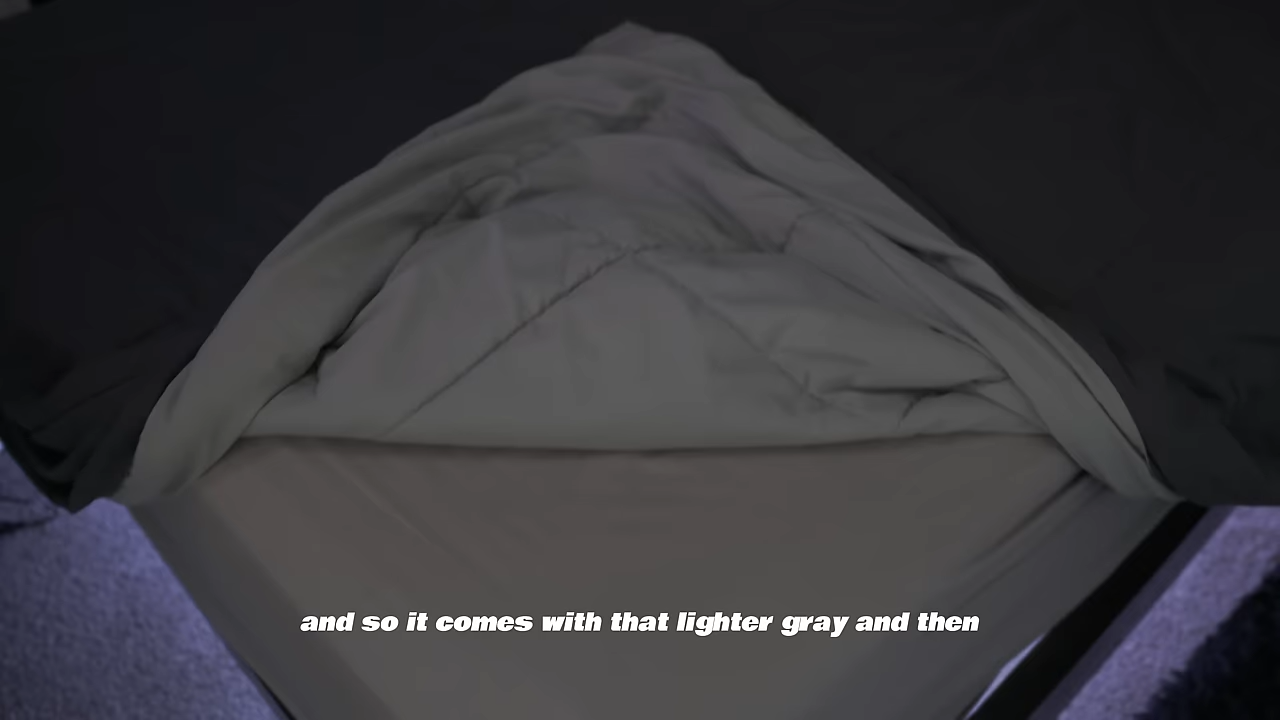 and so it comes with that lighter gray and then